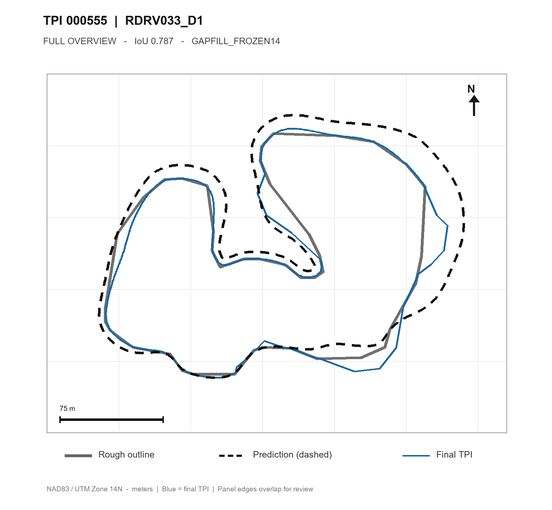 TPI 000555 | RDRV033_D1
FULL OVERVIEW - IoU 0.787 - GAPFILL_FROZEN14
N
75 m
Rough outline
Prediction (dashed)
Final TPI
NAD83 / UTM Zone 14N - meters | Blue = final TPI | Panel edges overlap for review